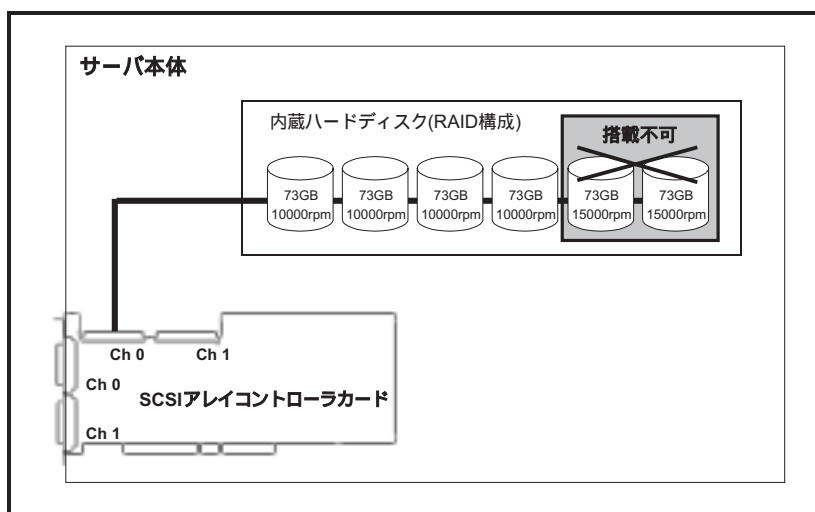 サーバ本体
内蔵ハードディスク(RAID構成)
搭載不可
73GB
10000rpm
73GB
10000rpm
73GB
10000rpm
73GB
10000rpm
73GB
15000rpm
73GB
15000rpm
Ch 0
Ch 1
Ch 0
SCSIアレイコントローラカード
Ch 1